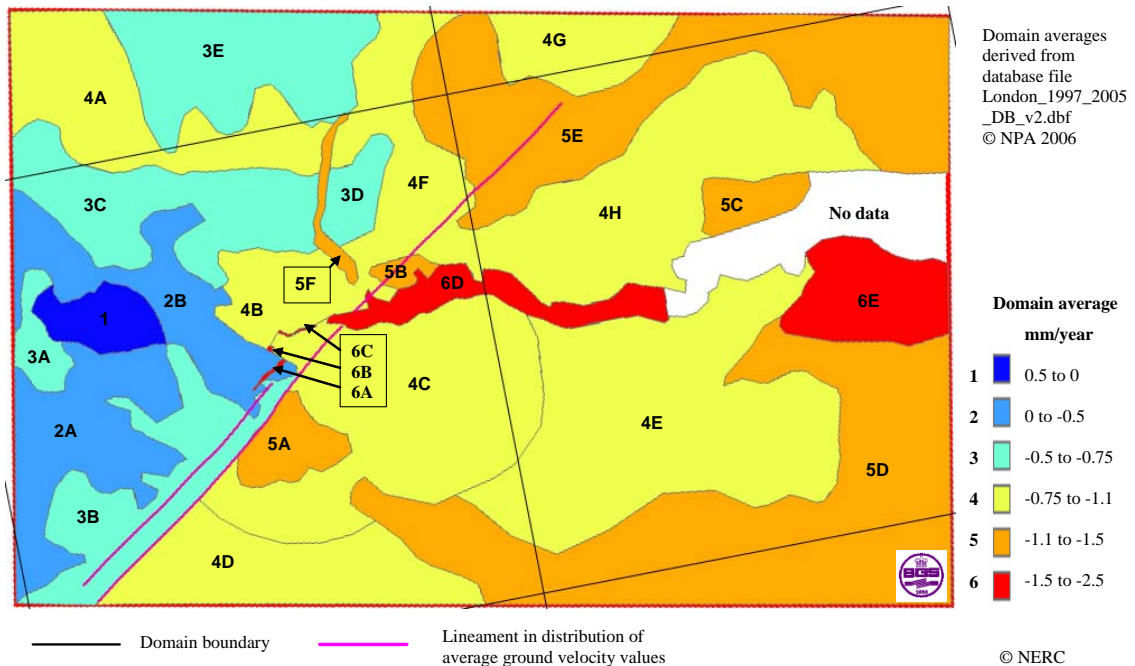 3E
4G
4A
5E
3C
3D
4F
4H
5C
No data
5F
5B
6D
2B
4B
1
6E
3A
6C
6B
6A
4C
2A
5A
4E
5D
3B
4D
BGS
Domain averages
derived from
database file
London_1997_2005
_DB_v2.dbf
© NPA 2006
Domain average
mm/year
1 0.5 to 0
2 0 to -0.5
3 -0.5 to -0.75
4 -0.75 to -1.1
5 -1.1 to -1.5
6 -1.5 to -2.5
Domain boundary
Lineament in distribution of
average ground velocity values
© NERC